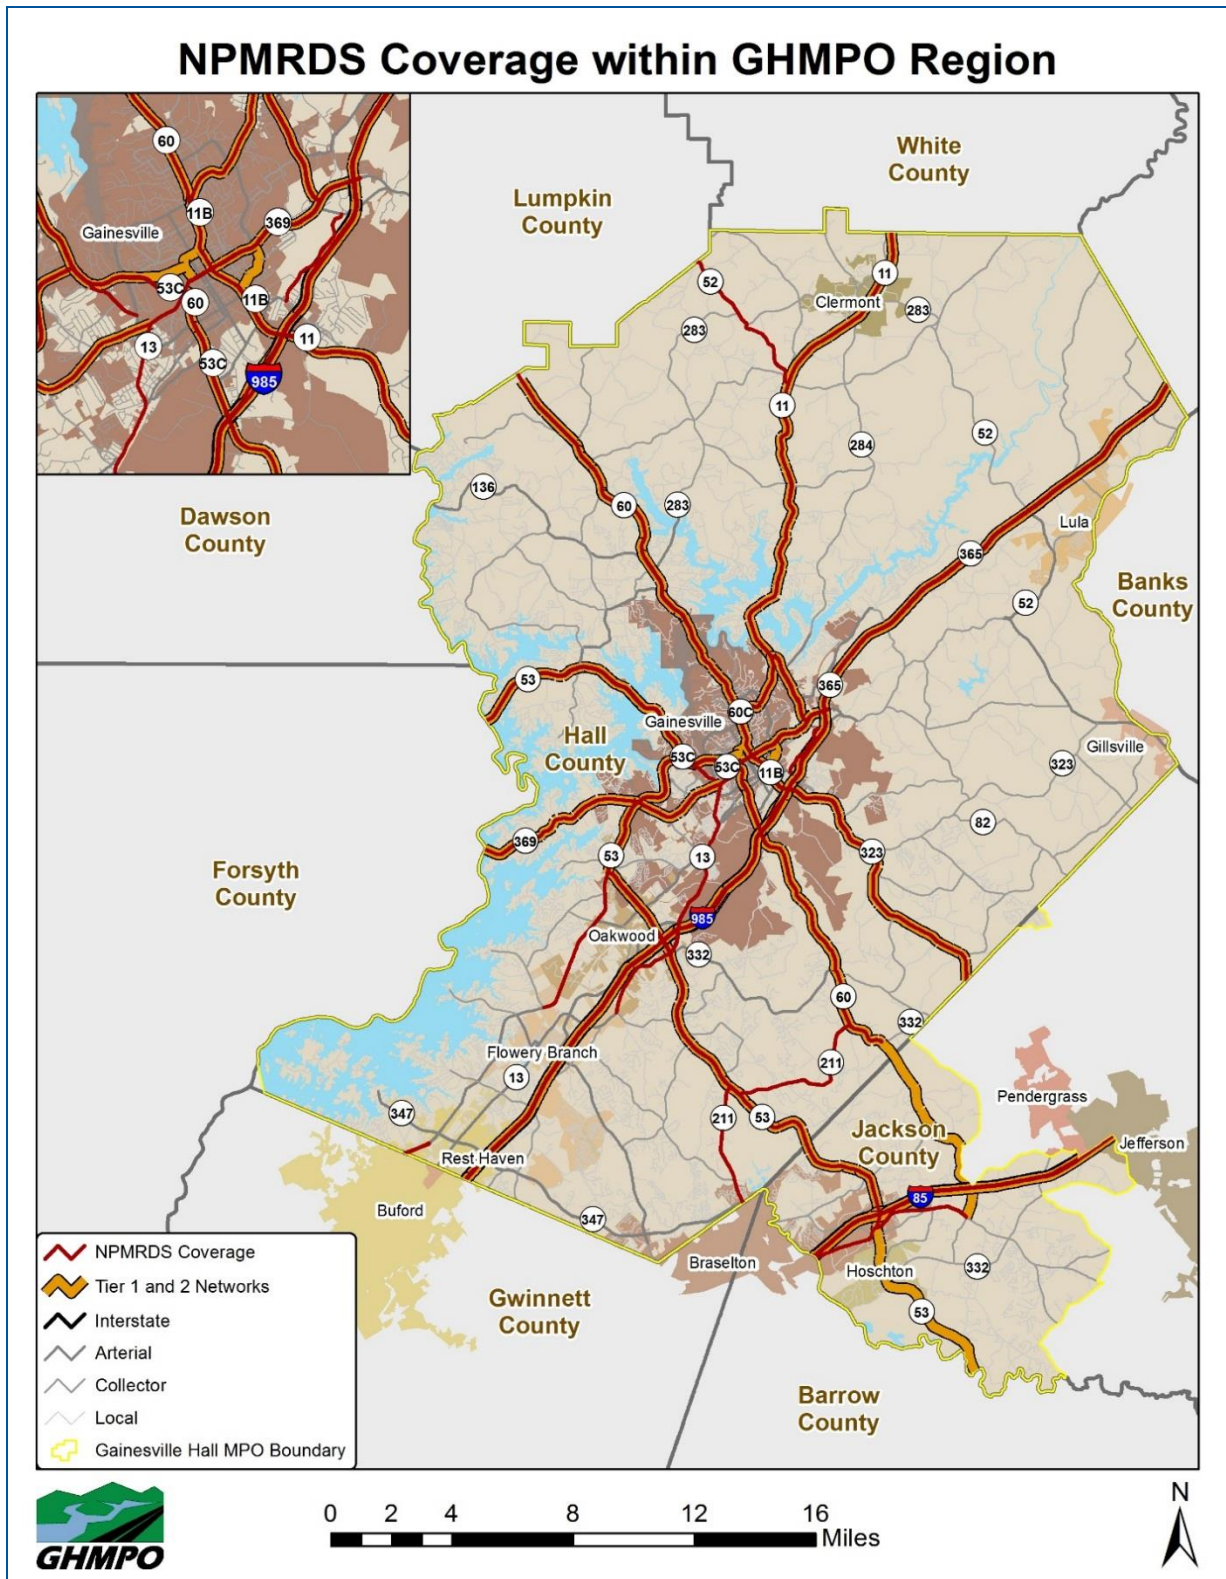 NPMRDS Coverage within GHMPO Region
60
11B
369
Gainesville
53C
60
11B
13
53C
11
985
White
County
Lumpkin
County
52
11
Clermont
283
283
11
284
52
136
60
283
Dawson
County
Lula
365
52
Banks
County
53
365
60C
Gainesville
Hall
County
53C
53C
11B
Gillsville
323
82
369
53
13
323
Forsyth
County
985
Oakwood
332
60
332
Flowery Branch
13
211
Pendergrass
347
211
53
Jackson
County
Jefferson
Rest Haven
85
Buford
347
Braselton
Hoschton
332
53
Gwinnett
County
Barrow
County
NPMRDS Coverage
Tier 1 and 2 Networks
Interstate
Arterial
Collector
Local
Gainesville Hall MPO Boundary
GHMPO
0 2 4 8 12 16
Miles
N